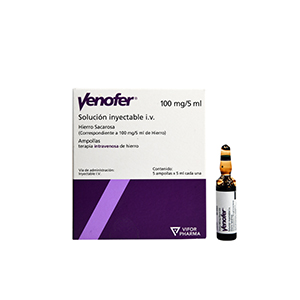 Venofer®
100 mg/5 ml
Solución inyectable i.v.
Hierro Sacarosa
(Correspondiente a 100 mg/5 ml de Hierro)
Ampollas
terapia intravenosa de hierro
Vía de administración:
Inyectable I.V.
Contenido:
5 ampollas x 5 ml cada una
VIFOR
PHARMA
Venofer